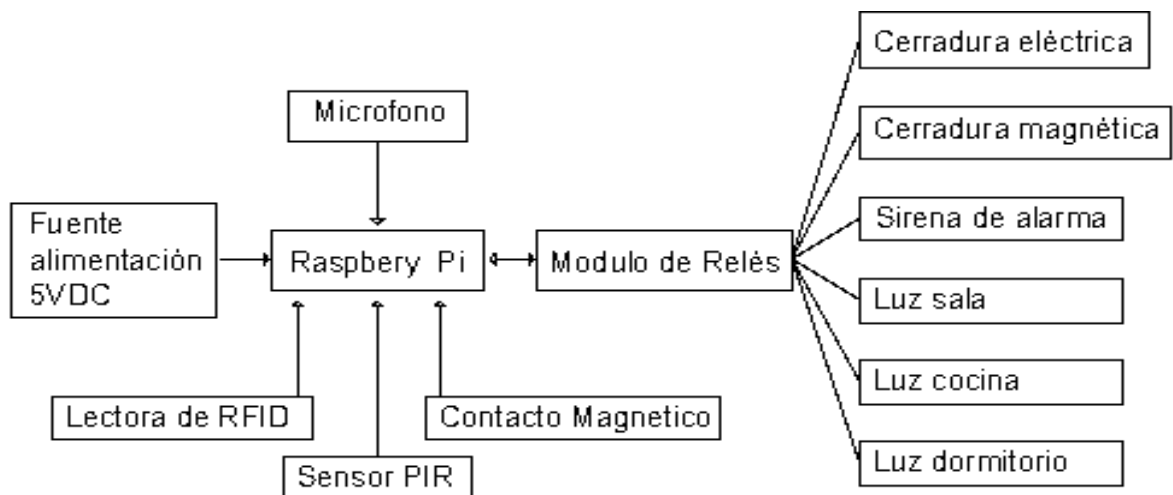 Cerradura eléctrica
Microfono
Cerradura magnética
Fuente
alimentación
5VDC
Raspbery Pi
Modulo de Relés
Sirena de alarma
Luz sala
Lectora de RFID
Contacto Magnetico
Luz cocina
Sensor PIR
Luz dormitorio